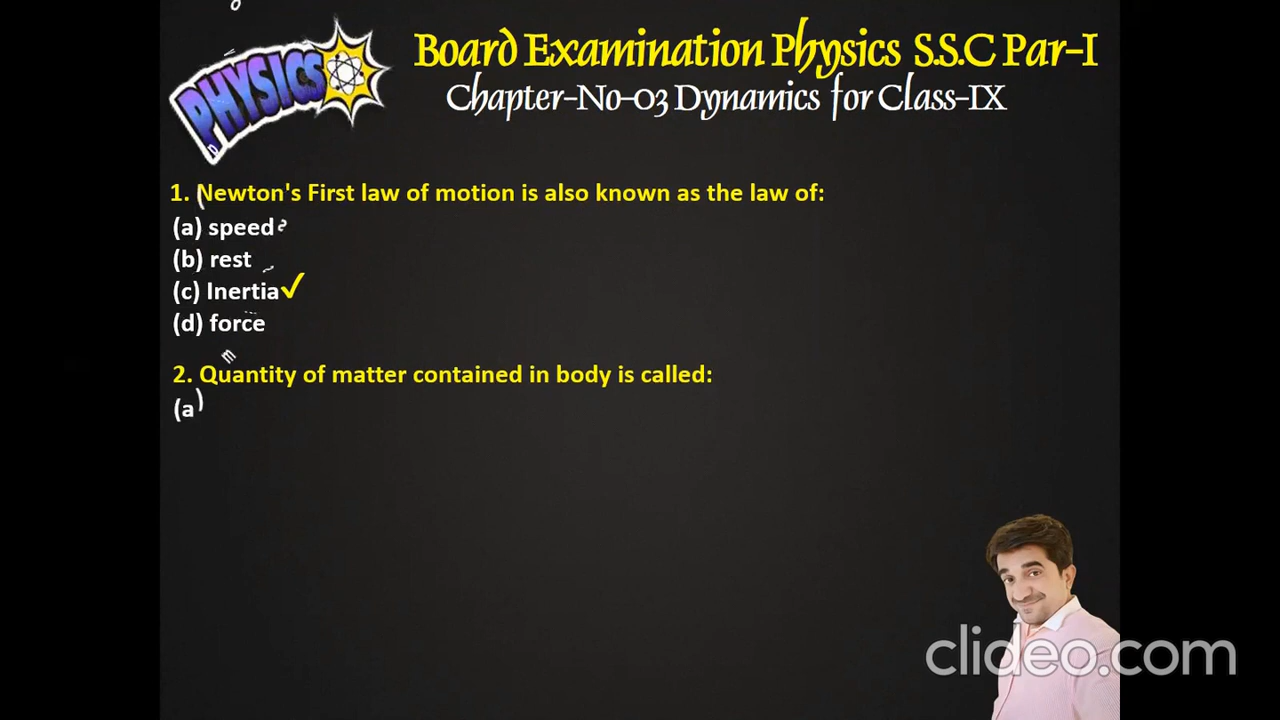 PHYSICS
Board Examination Physics S.S.C Par-I
Chapter-No-03 Dynamics for Class-IX
1. Newton's First law of motion is also known as the law of:
(a) speed
(b) rest
(c) Inertia✓
(d) force
2. Quantity of matter contained in body is called:
(a)
clideo.com